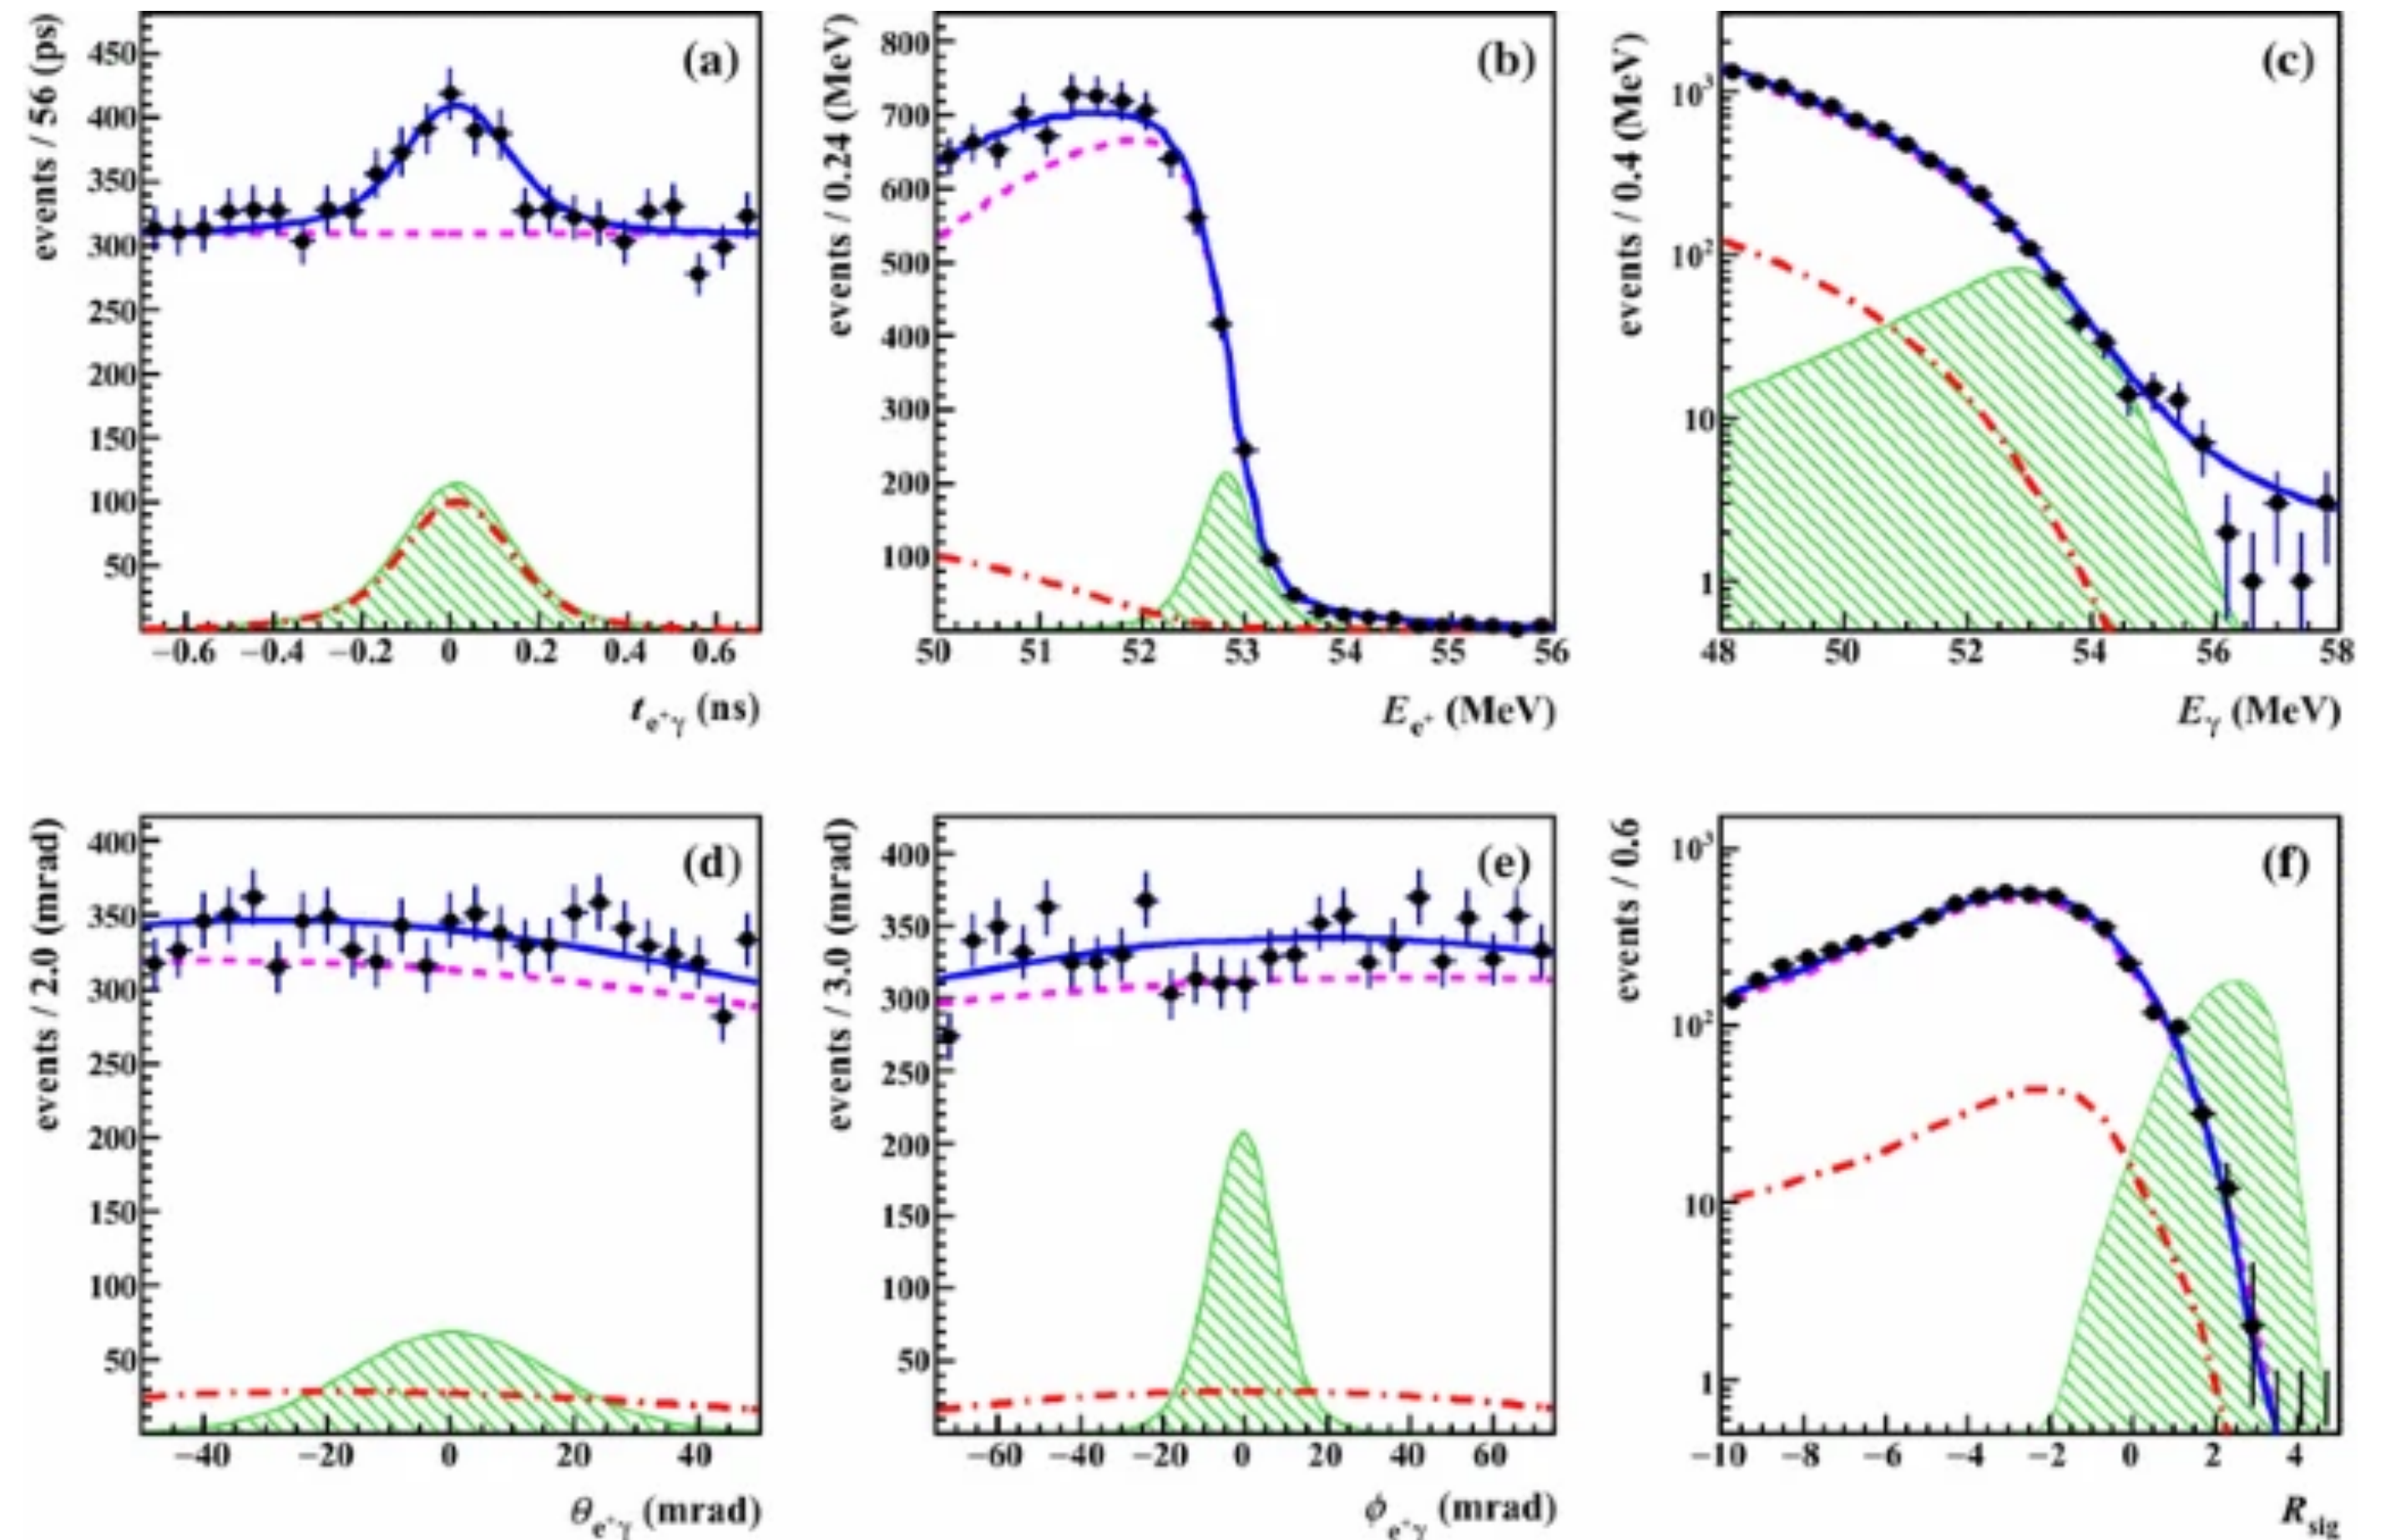 events / 56 (ps)
450
400
350
300
250
200
150
100
50
(a)
−0.6 −0.4 −0.2 0 0.2 0.4 0.6
t e⁺γ (ns)
events / 0.24 (MeV)
800
700
600
500
400
300
200
100
(b)
50 51 52 53 54 55 56
E e⁺ (MeV)
events / 0.4 (MeV)
10³
10²
10
1
(c)
48 50 52 54 56 58
E γ (MeV)
events / 2.0 (mrad)
400
350
300
250
200
150
100
50
(d)
−40 −20 0 20 40
θ e⁺γ (mrad)
events / 3.0 (mrad)
400
350
300
250
200
150
100
50
(e)
−60 −40 −20 0 20 40 60
ϕ e⁺γ (mrad)
events / 0.6
10³
10²
10
1
(f)
−10 −8 −6 −4 −2 0 2 4
R sig